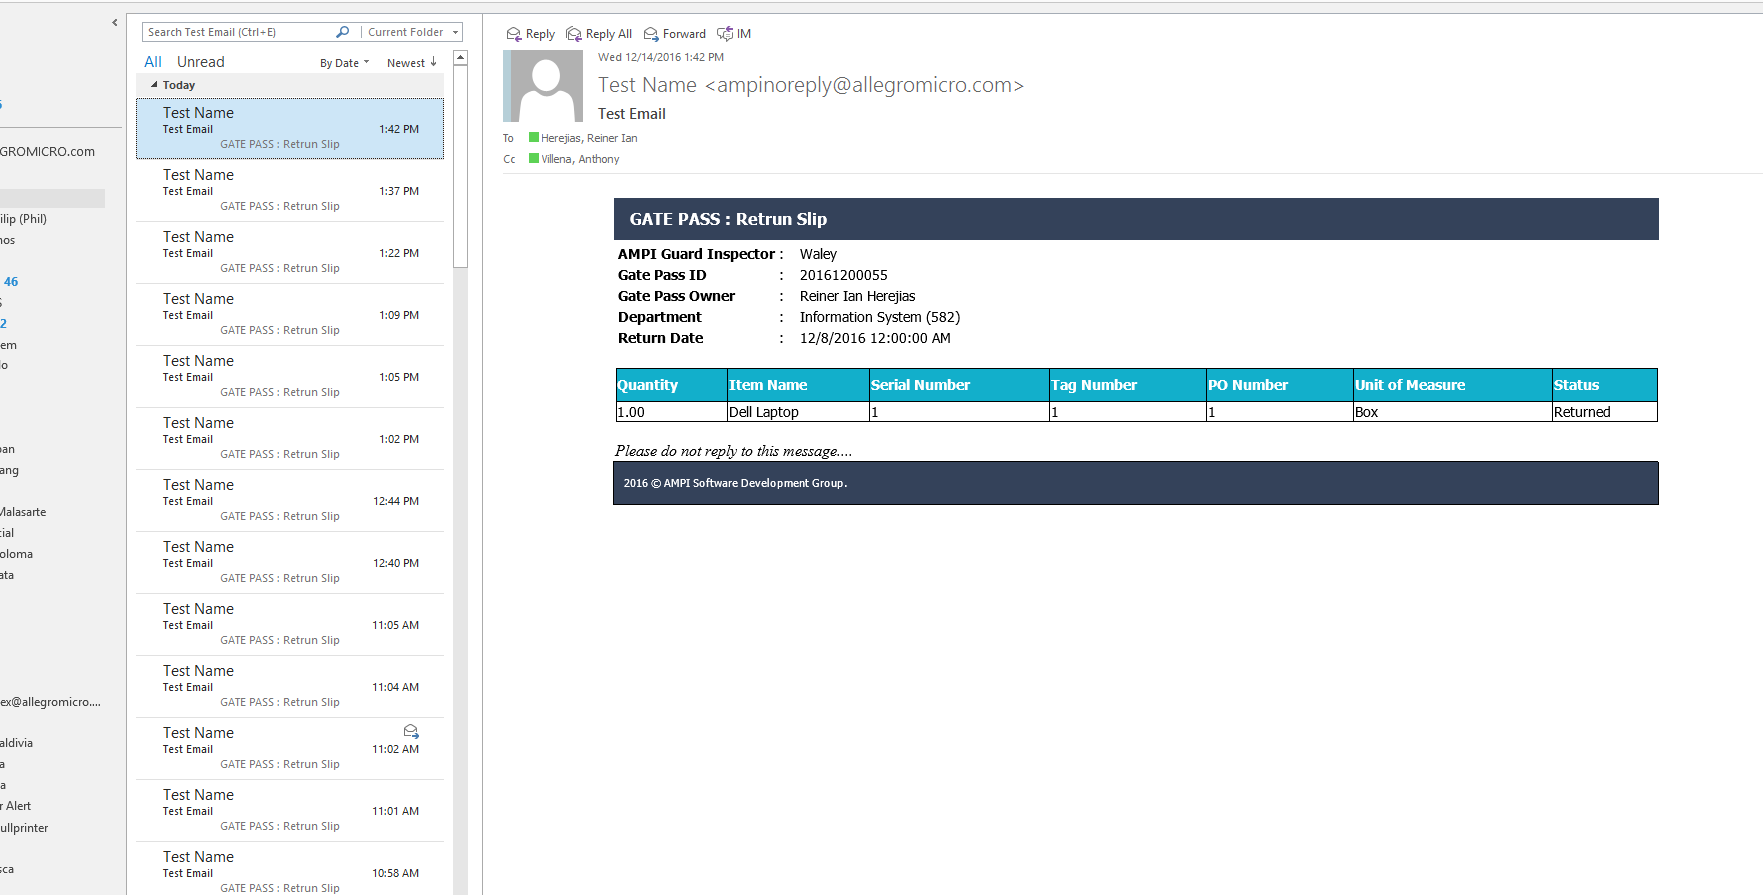 GROMICRO.com
ilip (Phil)
nos
46
2
em
lo
ban
ang
Malasarte
cial
oloma
ata
ex@allegromicro....
aldivia
a
a
r Alert
ullprinter
sca
Search Test Email (Ctrl+E)
Current Folder
All Unread By Date Newest
Today
Test Name
Test Email 1:42 PM
GATE PASS : Retrun Slip
Test Name
Test Email 1:37 PM
GATE PASS : Retrun Slip
Test Name
Test Email 1:22 PM
GATE PASS : Retrun Slip
Test Name
Test Email 1:09 PM
GATE PASS : Retrun Slip
Test Name
Test Email 1:05 PM
GATE PASS : Retrun Slip
Test Name
Test Email 1:02 PM
GATE PASS : Retrun Slip
Test Name
Test Email 12:44 PM
GATE PASS : Retrun Slip
Test Name
Test Email 12:40 PM
GATE PASS : Retrun Slip
Test Name
Test Email 11:05 AM
GATE PASS : Retrun Slip
Test Name
Test Email 11:04 AM
GATE PASS : Retrun Slip
Test Name
Test Email 11:02 AM
GATE PASS : Retrun Slip
Test Name
Test Email 11:01 AM
GATE PASS : Retrun Slip
Test Name
Test Email 10:58 AM
GATE PASS : Retrun Slip
Reply Reply All Forward IM
Wed 12/14/2016 1:42 PM
Test Name <ampinoreply@allegromicro.com>
Test Email
To Herejias, Reiner Ian
Cc Villena, Anthony
GATE PASS : Retrun Slip
AMPI Guard Inspector : Waley
Gate Pass ID : 20161200055
Gate Pass Owner : Reiner Ian Herejias
Department : Information System (582)
Return Date : 12/8/2016 12:00:00 AM
Quantity Item Name Serial Number Tag Number PO Number Unit of Measure Status
1.00 Dell Laptop 1 1 1 Box Returned
Please do not reply to this message....
2016 © AMPI Software Development Group.